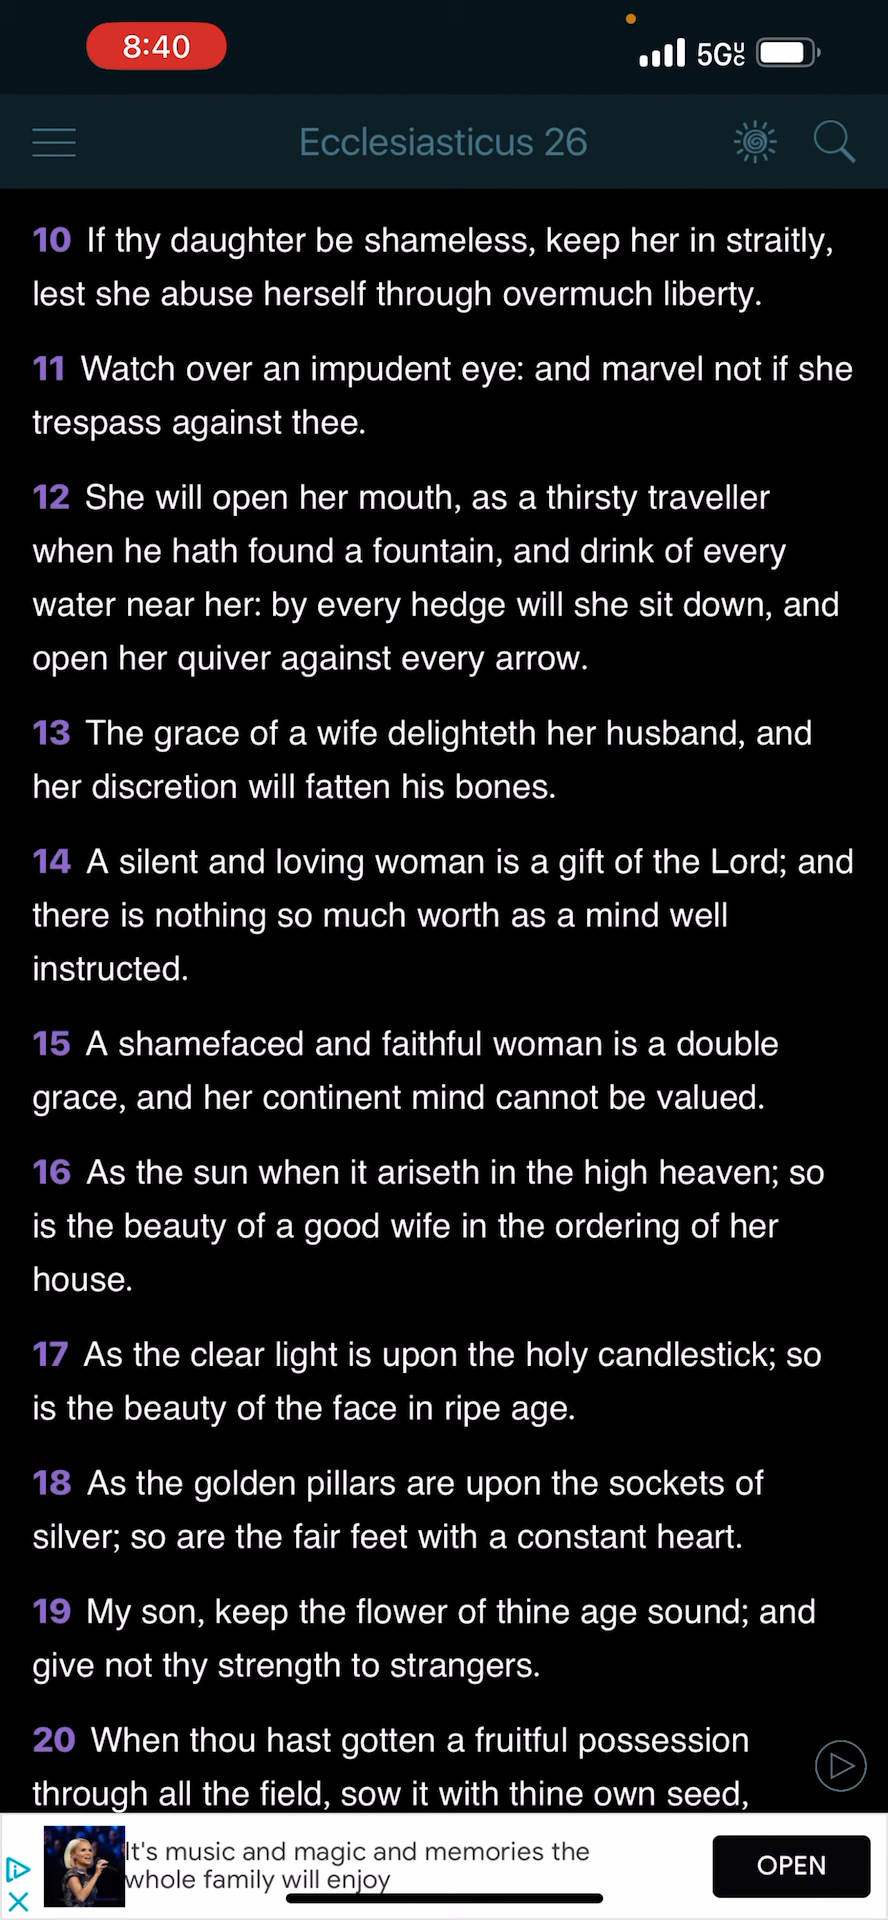 8:40
5GUC
Ecclesiasticus 26
10 If thy daughter be shameless, keep her in straitly,
lest she abuse herself through overmuch liberty.
11 Watch over an impudent eye: and marvel not if she
trespass against thee.
12 She will open her mouth, as a thirsty traveller
when he hath found a fountain, and drink of every
water near her: by every hedge will she sit down, and
open her quiver against every arrow.
13 The grace of a wife delighteth her husband, and
her discretion will fatten his bones.
14 A silent and loving woman is a gift of the Lord; and
there is nothing so much worth as a mind well
instructed.
15 A shamefaced and faithful woman is a double
grace, and her continent mind cannot be valued.
16 As the sun when it ariseth in the high heaven; so
is the beauty of a good wife in the ordering of her
house.
17 As the clear light is upon the holy candlestick; so
is the beauty of the face in ripe age.
18 As the golden pillars are upon the sockets of
silver; so are the fair feet with a constant heart.
19 My son, keep the flower of thine age sound; and
give not thy strength to strangers.
20 When thou hast gotten a fruitful possession
through all the field, sow it with thine own seed,
It's music and magic and memories the
whole family will enjoy
OPEN